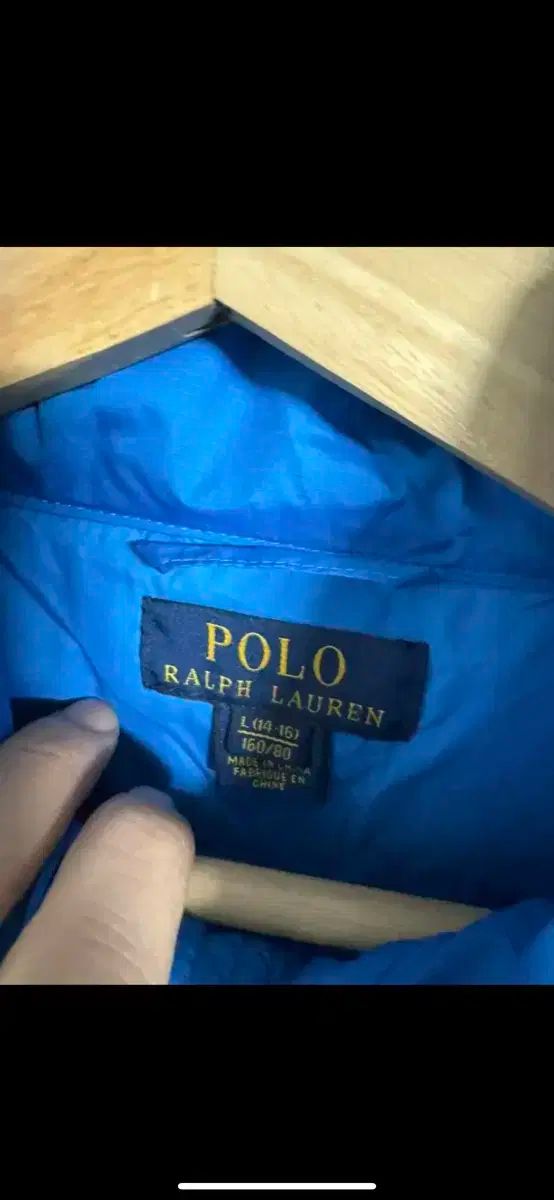 POLO
RALPH LAUREN
L (14-16)
160/80
MADE IN CHINA
FABRIQUE EN
CHINE